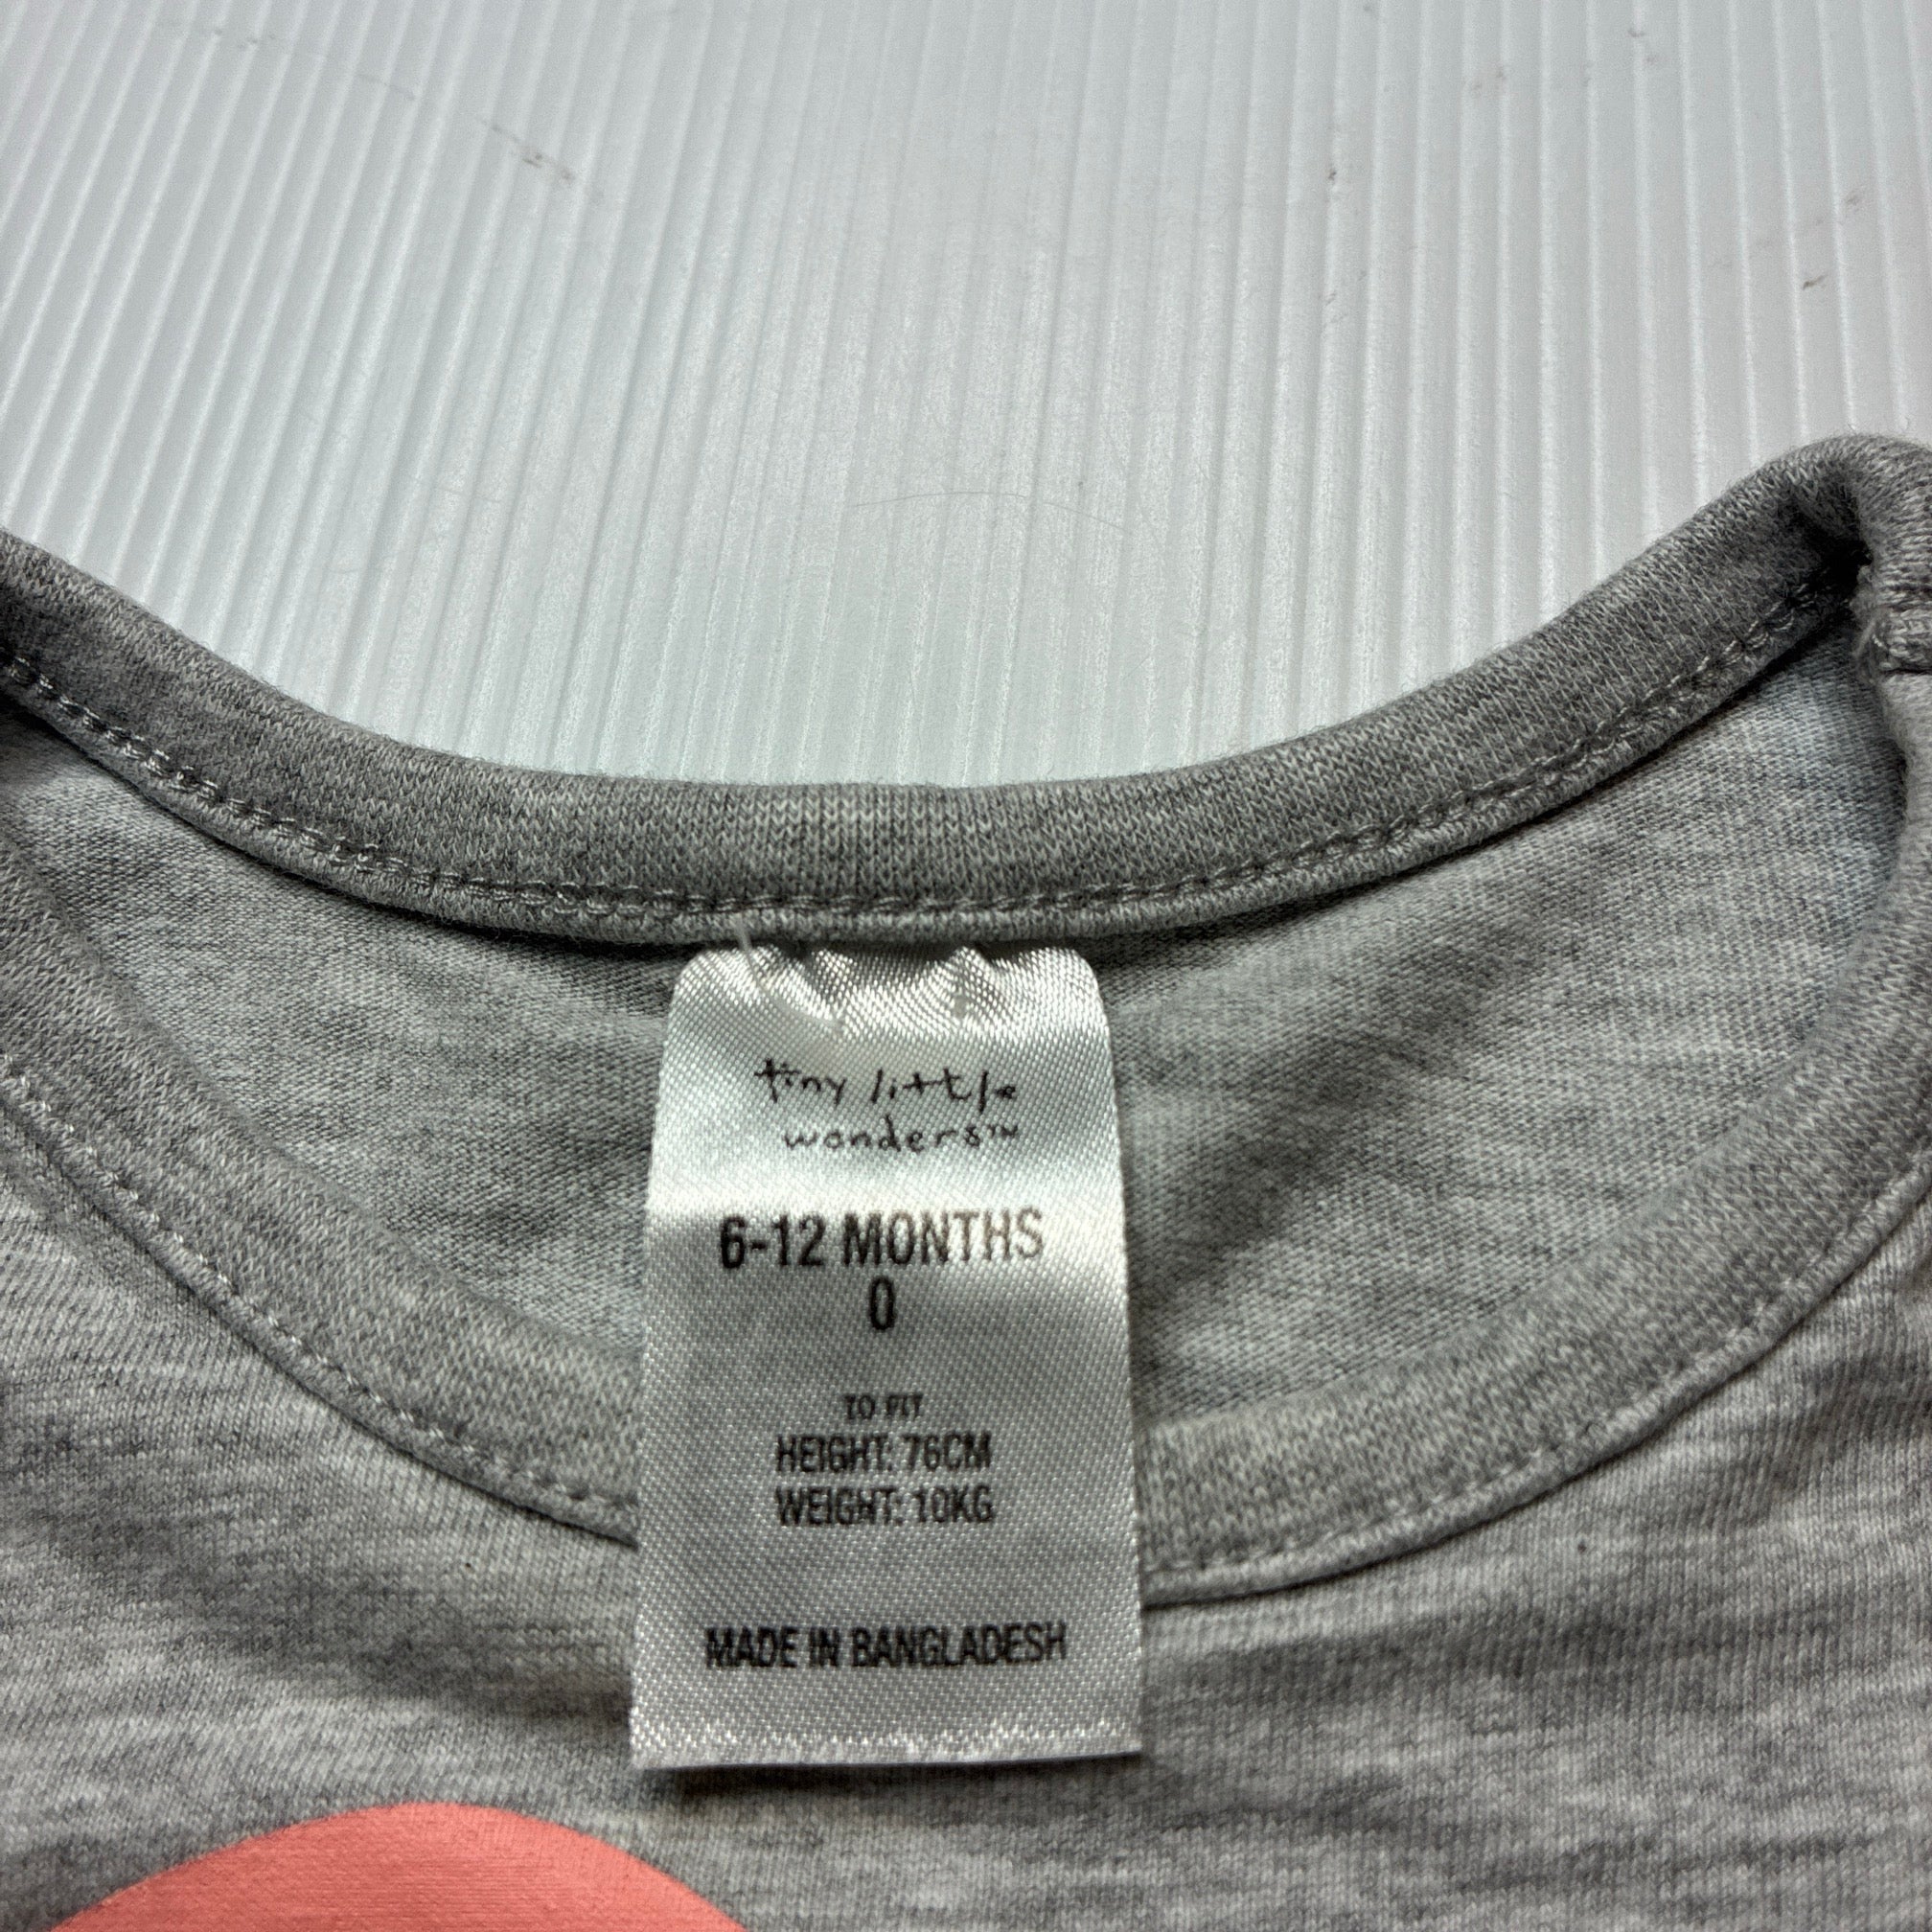 tiny little
wonders™
6-12 MONTHS
0
TO FIT
HEIGHT: 76CM
WEIGHT: 10KG
MADE IN BANGLADESH